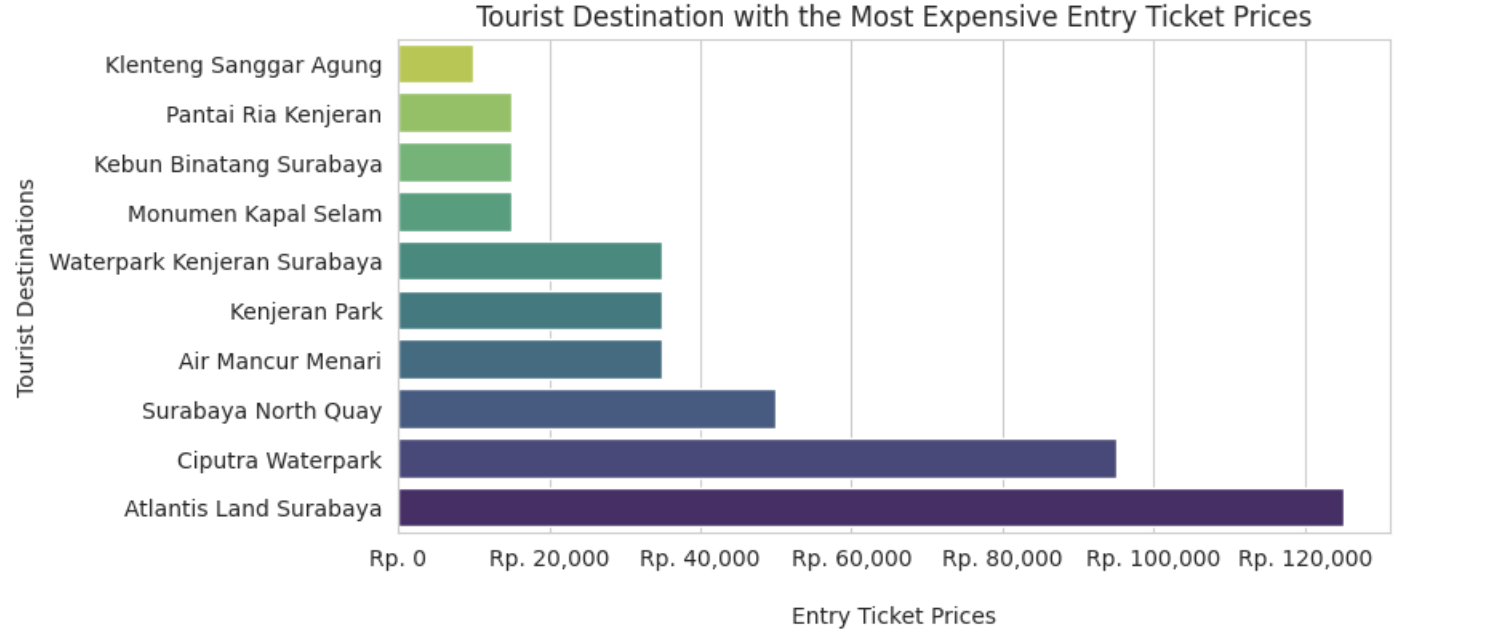 Tourist Destination with the Most Expensive Entry Ticket Prices
Tourist Destinations
Klenteng Sanggar Agung
Pantai Ria Kenjeran
Kebun Binatang Surabaya
Monumen Kapal Selam
Waterpark Kenjeran Surabaya
Kenjeran Park
Air Mancur Menari
Surabaya North Quay
Ciputra Waterpark
Atlantis Land Surabaya
Rp. 0 Rp. 20,000 Rp. 40,000 Rp. 60,000 Rp. 80,000 Rp. 100,000 Rp. 120,000
Entry Ticket Prices